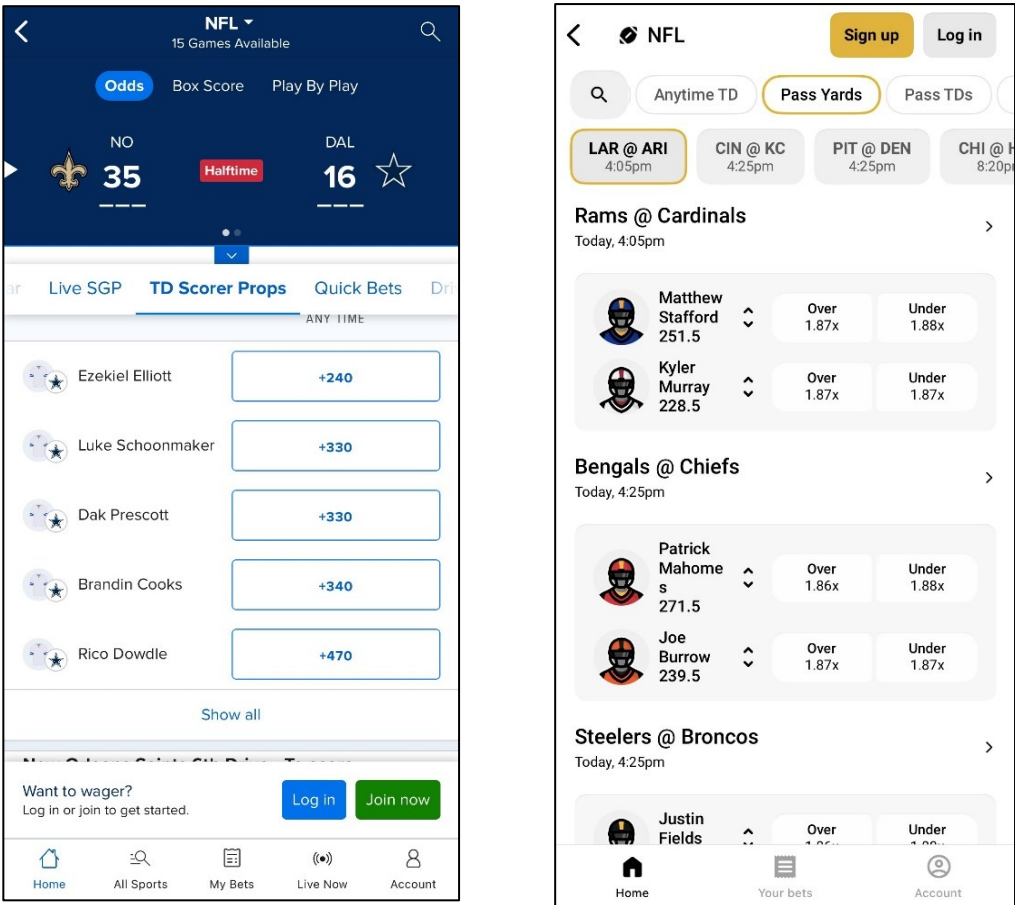 NFL
15 Games Available
Odds Box Score Play By Play
NO DAL
35 Halftime 16
Live SGP TD Scorer Props Quick Bets Dri
ANY TIME
Ezekiel Elliott +240
Luke Schoonmaker +330
Dak Prescott +330
Brandin Cooks +340
Rico Dowdle +470
Show all
Want to wager?
Log in or join to get started.
Log in Join now
Home All Sports My Bets Live Now Account
NFL Sign up Log in
Anytime TD Pass Yards Pass TDs
LAR @ ARI CIN @ KC PIT @ DEN CHI @ H
4:05pm 4:25pm 4:25pm 8:20p
Rams @ Cardinals
Today, 4:05pm
Matthew
Stafford Over Under
251.5 1.87x 1.88x
Kyler
Murray Over Under
228.5 1.87x 1.87x
Bengals @ Chiefs
Today, 4:25pm
Patrick
Mahome Over Under
s 1.86x 1.88x
271.5
Joe
Burrow Over Under
239.5 1.87x 1.87x
Steelers @ Broncos
Today, 4:25pm
Justin
Fields Over Under
Home Your bets Account